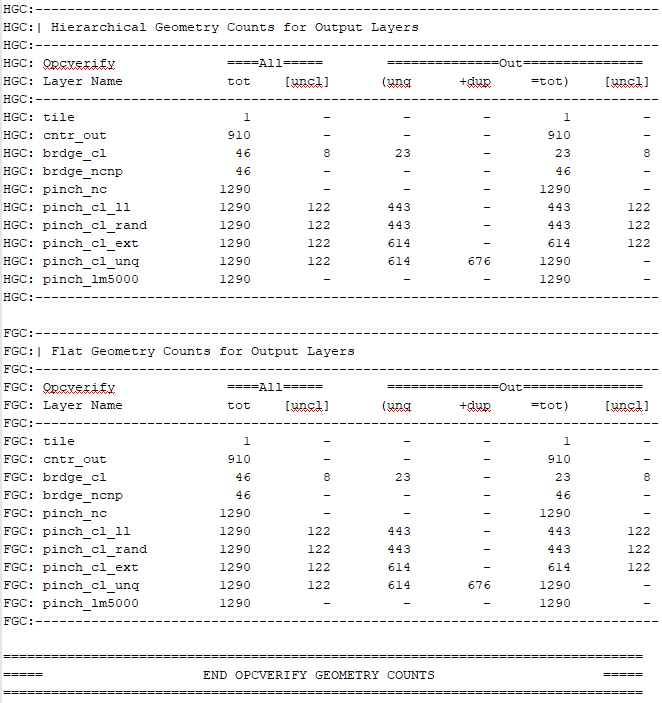 HGC:--------------------------------------------------------------------------------
HGC:| Hierarchical Geometry Counts for Output Layers
HGC:--------------------------------------------------------------------------------
HGC: Opcverify ====All===== ==============Out===============
HGC: Layer Name tot [uncl] (unq +dup =tot) [uncl]
HGC:--------------------------------------------------------------------------------
HGC: tile 1 - - - 1 -
HGC: cntr_out 910 - - - 910 -
HGC: brdge_cl 46 8 23 - 23 8
HGC: brdge_ncnp 46 - - - 46 -
HGC: pinch_nc 1290 - - - 1290 -
HGC: pinch_cl_ll 1290 122 443 - 443 122
HGC: pinch_cl_rand 1290 122 443 - 443 122
HGC: pinch_cl_ext 1290 122 614 - 614 122
HGC: pinch_cl_unq 1290 122 614 676 1290 -
HGC: pinch_lm5000 1290 - - - 1290 -
HGC:--------------------------------------------------------------------------------
FGC:--------------------------------------------------------------------------------
FGC:| Flat Geometry Counts for Output Layers
FGC:--------------------------------------------------------------------------------
FGC: Opcverify ====All===== ==============Out===============
FGC: Layer Name tot [uncl] (unq +dup =tot) [uncl]
FGC:--------------------------------------------------------------------------------
FGC: tile 1 - - - 1 -
FGC: cntr_out 910 - - - 910 -
FGC: brdge_cl 46 8 23 - 23 8
FGC: brdge_ncnp 46 - - - 46 -
FGC: pinch_nc 1290 - - - 1290 -
FGC: pinch_cl_ll 1290 122 443 - 443 122
FGC: pinch_cl_rand 1290 122 443 - 443 122
FGC: pinch_cl_ext 1290 122 614 - 614 122
FGC: pinch_cl_unq 1290 122 614 676 1290 -
FGC: pinch_lm5000 1290 - - - 1290 -
FGC:--------------------------------------------------------------------------------
================================================================================
===== END OPCVERIFY GEOMETRY COUNTS =====
================================================================================